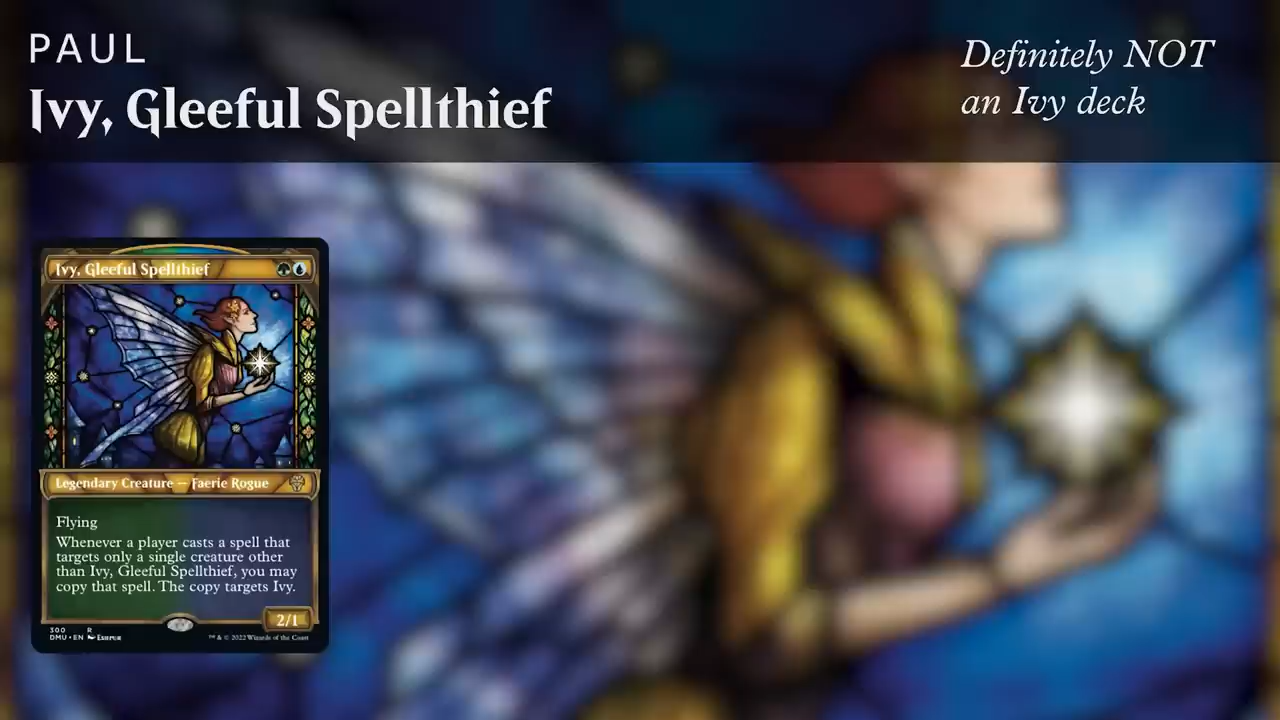 PAUL
Ivy, Gleeful Spellthief
Definitely NOT
an Ivy deck
Ivy, Gleeful Spellthief
Legendary Creature — Faerie Rogue
Flying
Whenever a player casts a spell that
targets only a single creature other
than Ivy, Gleeful Spellthief, you may
copy that spell. The copy targets Ivy.
2/1
300 R
DMU • EN
™ & © 2022 Wizards of the Coast